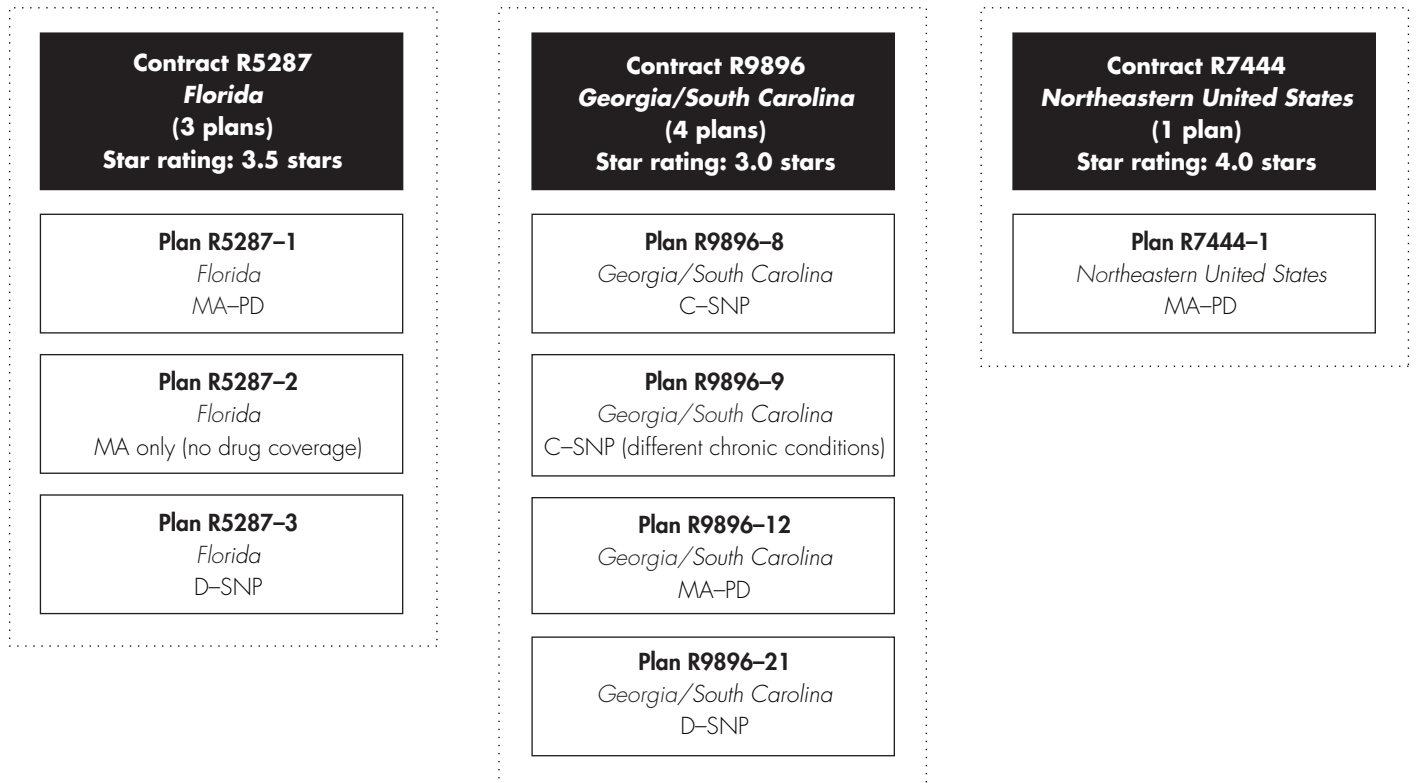 Contract R5287
Florida
(3 plans)
Star rating: 3.5 stars
Plan R5287–1
Florida
MA–PD
Plan R5287–2
Florida
MA only (no drug coverage)
Plan R5287–3
Florida
D–SNP
Contract R9896
Georgia/South Carolina
(4 plans)
Star rating: 3.0 stars
Plan R9896–8
Georgia/South Carolina
C–SNP
Plan R9896–9
Georgia/South Carolina
C–SNP (different chronic conditions)
Plan R9896–12
Georgia/South Carolina
MA–PD
Plan R9896–21
Georgia/South Carolina
D–SNP
Contract R7444
Northeastern United States
(1 plan)
Star rating: 4.0 stars
Plan R7444–1
Northeastern United States
MA–PD